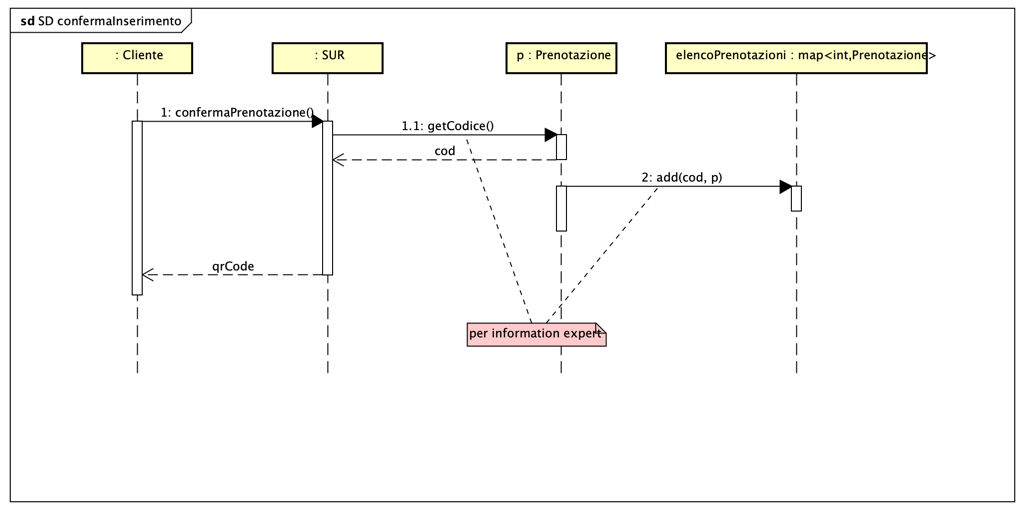 sd SD confermaInserimento
: Cliente
: SUR
p : Prenotazione
elencoPrenotazioni : map<int,Prenotazione>
1: confermaPrenotazione()
1.1: getCodice()
cod
2: add(cod, p)
qrCode
per information expert